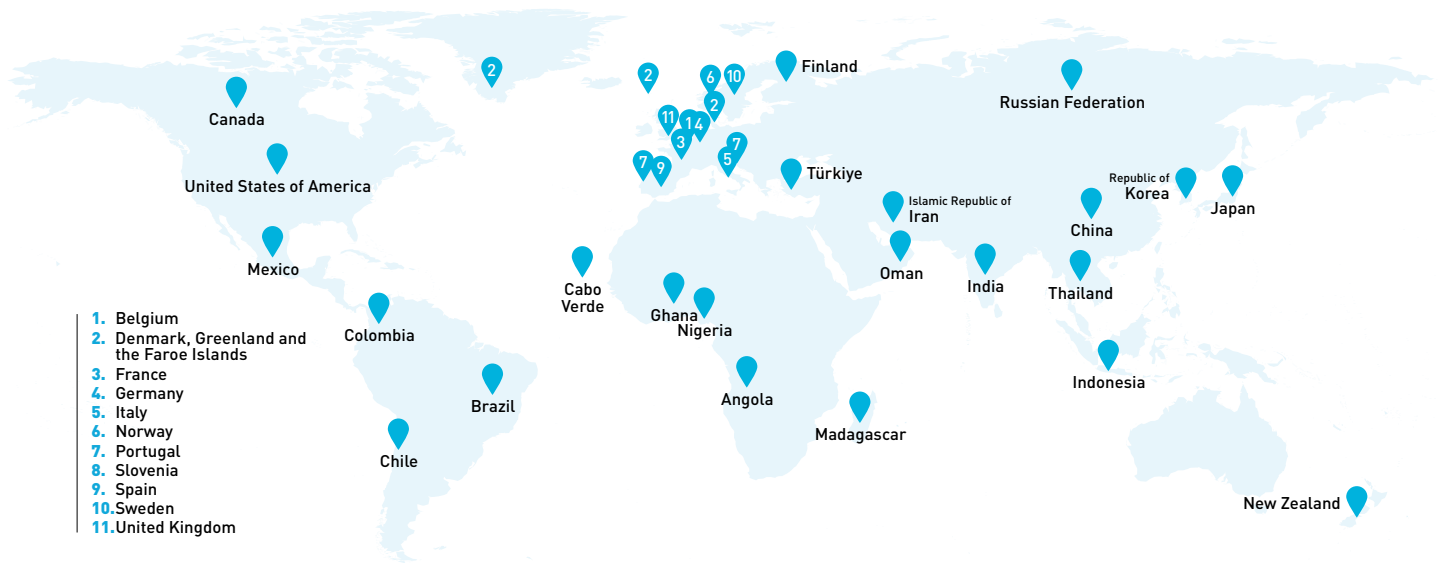 2
2
6
10
Finland
Canada
2
Russian Federation
11
1
4
3
7
5
7
9
United States of America
Türkiye
Republic of
Korea
Japan
Islamic Republic of
Iran
China
Mexico
Oman
India
Thailand
Cabo
Verde
Ghana
Nigeria
Colombia
Indonesia
Brazil
Angola
Madagascar
Chile
New Zealand
1. Belgium
2. Denmark, Greenland and
the Faroe Islands
3. France
4. Germany
5. Italy
6. Norway
7. Portugal
8. Slovenia
9. Spain
10.Sweden
11.United Kingdom